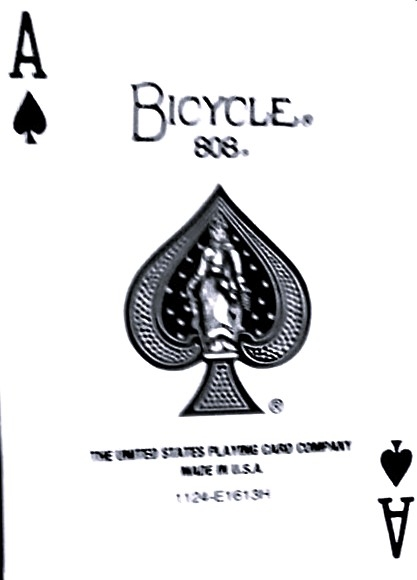 A
BICYCLE®
808®
®
THE UNITED STATES PLAYING CARD COMPANY
MADE IN U.S.A.
1124-E1613H
A